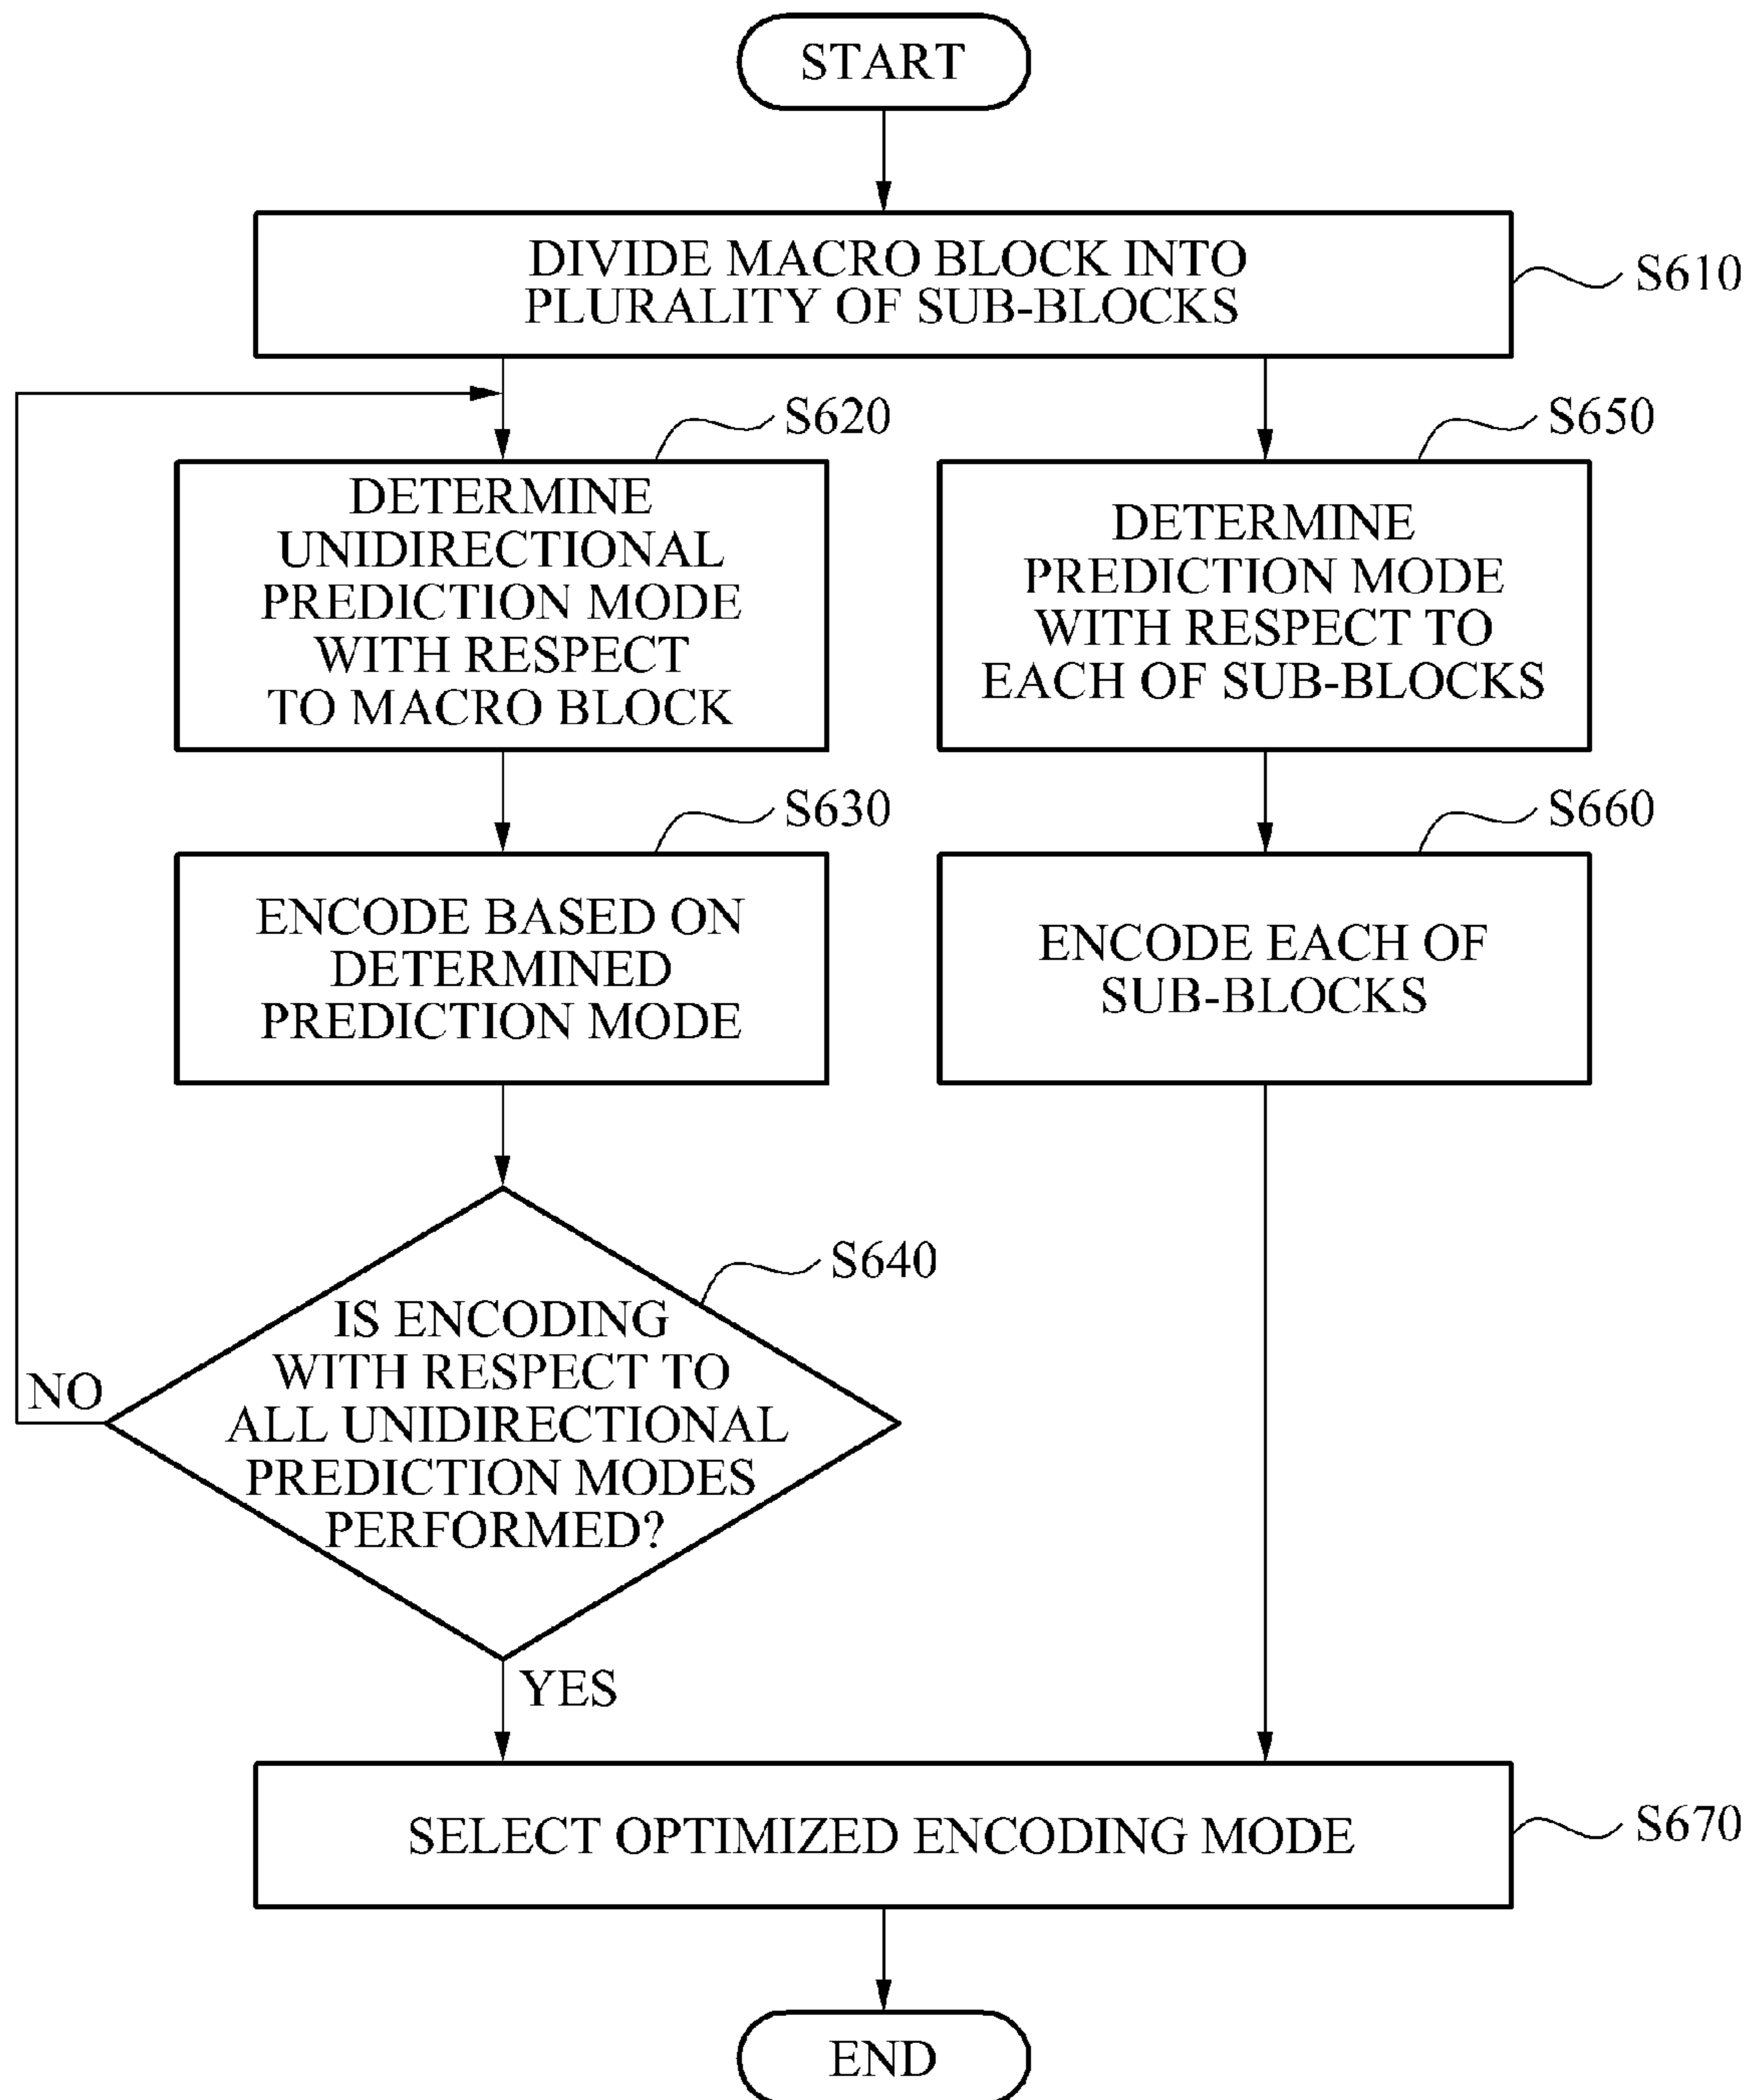 START
DIVIDE MACRO BLOCK INTO
PLURALITY OF SUB-BLOCKS
S610
S620
DETERMINE
UNIDIRECTIONAL
PREDICTION MODE
WITH RESPECT
TO MACRO BLOCK
S650
DETERMINE
PREDICTION MODE
WITH RESPECT TO
EACH OF SUB-BLOCKS
S630
ENCODE BASED ON
DETERMINED
PREDICTION MODE
S660
ENCODE EACH OF
SUB-BLOCKS
S640
IS ENCODING
WITH RESPECT TO
ALL UNIDIRECTIONAL
PREDICTION MODES
PERFORMED?
NO
YES
SELECT OPTIMIZED ENCODING MODE
S670
END